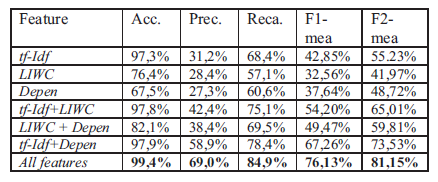 Feature Acc. Prec. Reca. F1-mea F2-mea
tf-Idf 97,3% 31,2% 68,4% 42,85% 55.23%
LIWC 76,4% 28,4% 57,1% 32,56% 41,97%
Depen 67,5% 27,3% 60,6% 37,64% 48,72%
tf-Idf+LIWC 97,8% 42,4% 75,1% 54,20% 65,01%
LIWC + Depen 82,1% 38,4% 69,5% 49,47% 59,81%
tf-Idf+Depen 97,9% 58,9% 78,4% 67,26% 73,53%
All features 99,4% 69,0% 84,9% 76,13% 81,15%